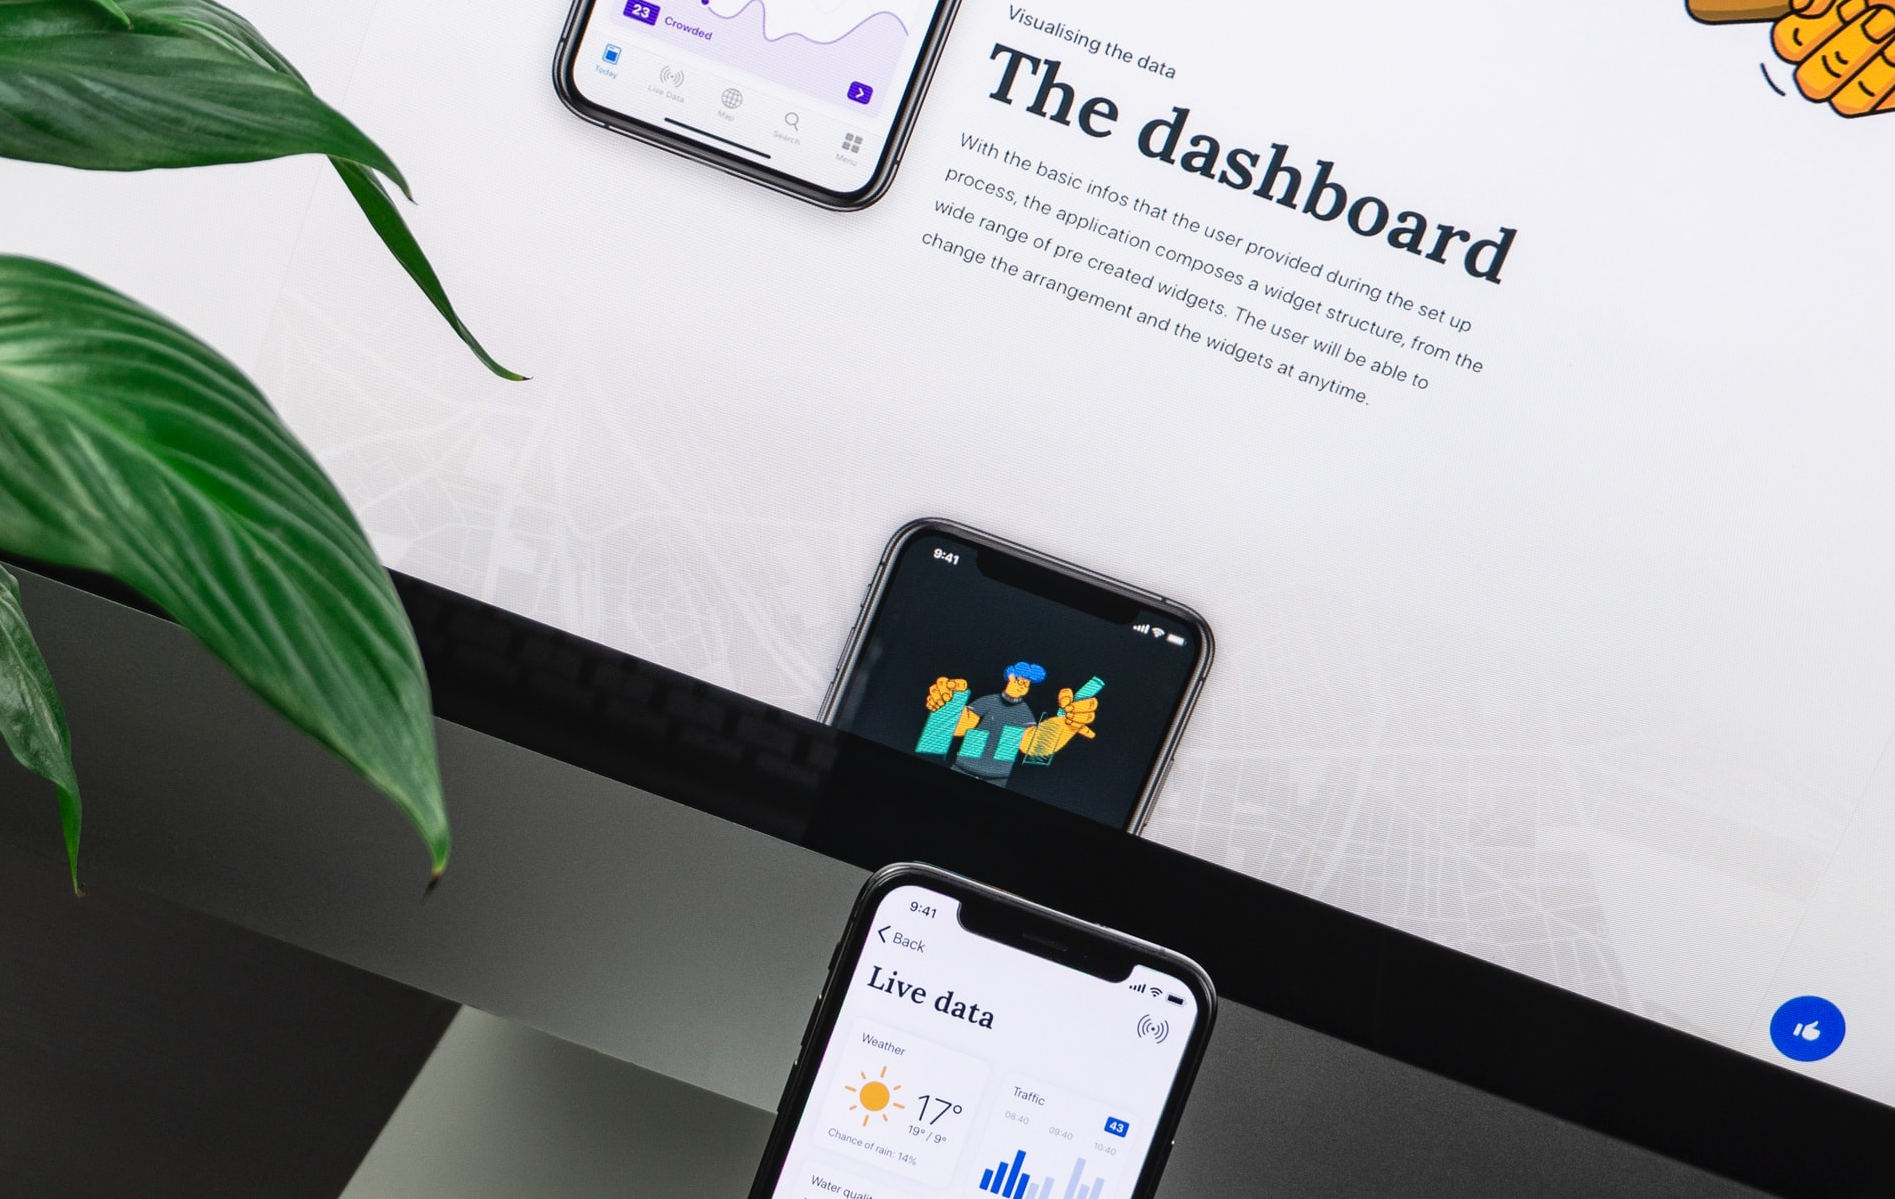 23 Crowded
Today
Live Data
Map
Search
Menu
Visualising the data
The dashboard
With the basic infos that the user provided during the set up
process, the application composes a widget structure, from the
wide range of pre created widgets. The user will be able to
change the arrangement and the widgets at anytime.
9:41
9:41
Back
Live data
Weather
17°
19° / 9°
Chance of rain: 14%
Traffic
43
08:40
09:40
10:40
Water